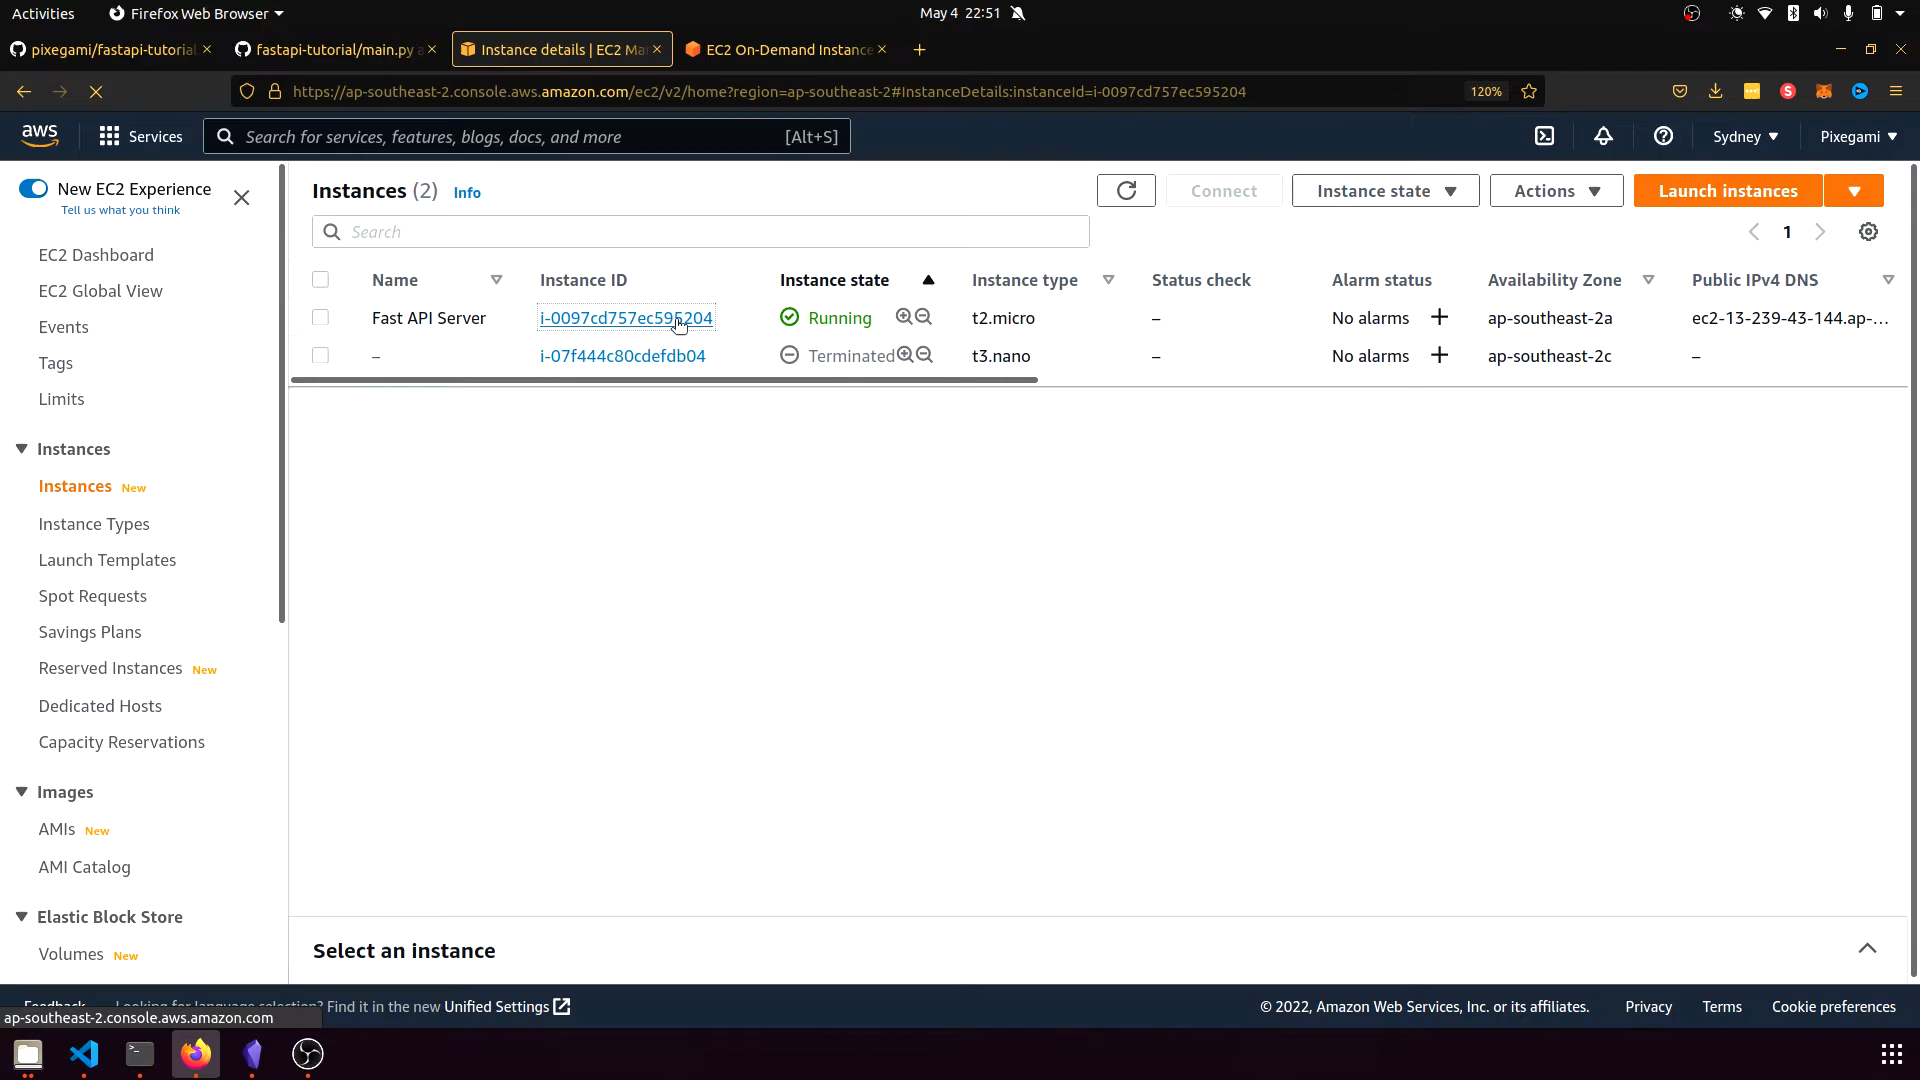 Activities Firefox Web Browser May 4 22:51
pixegami/fastapi-tutorial fastapi-tutorial/main.py a Instance details | EC2 Ma EC2 On-Demand Instance
https://ap-southeast-2.console.aws.amazon.com/ec2/v2/home?region=ap-southeast-2#InstanceDetails:instanceId=i-0097cd757ec595204 120%
aws Services Search for services, features, blogs, docs, and more [Alt+S] Sydney Pixegami
New EC2 Experience
Tell us what you think
EC2 Dashboard
EC2 Global View
Events
Tags
Limits
Instances
Instances New
Instance Types
Launch Templates
Spot Requests
Savings Plans
Reserved Instances New
Dedicated Hosts
Capacity Reservations
Images
AMIs New
AMI Catalog
Elastic Block Store
Volumes New
Instances (2) Info Connect Instance state Actions Launch instances
Search 1
Name Instance ID Instance state Instance type Status check Alarm status Availability Zone Public IPv4 DNS
Fast API Server i-0097cd757ec595204 Running t2.micro – No alarms + ap-southeast-2a ec2-13-239-43-144.ap-...
– i-07f444c80cdefdb04 Terminated t3.nano – No alarms + ap-southeast-2c –
Select an instance
Feedback Looking for language selection? Find it in the new Unified Settings © 2022, Amazon Web Services, Inc. or its affiliates. Privacy Terms Cookie preferences
ap-southeast-2.console.aws.amazon.com